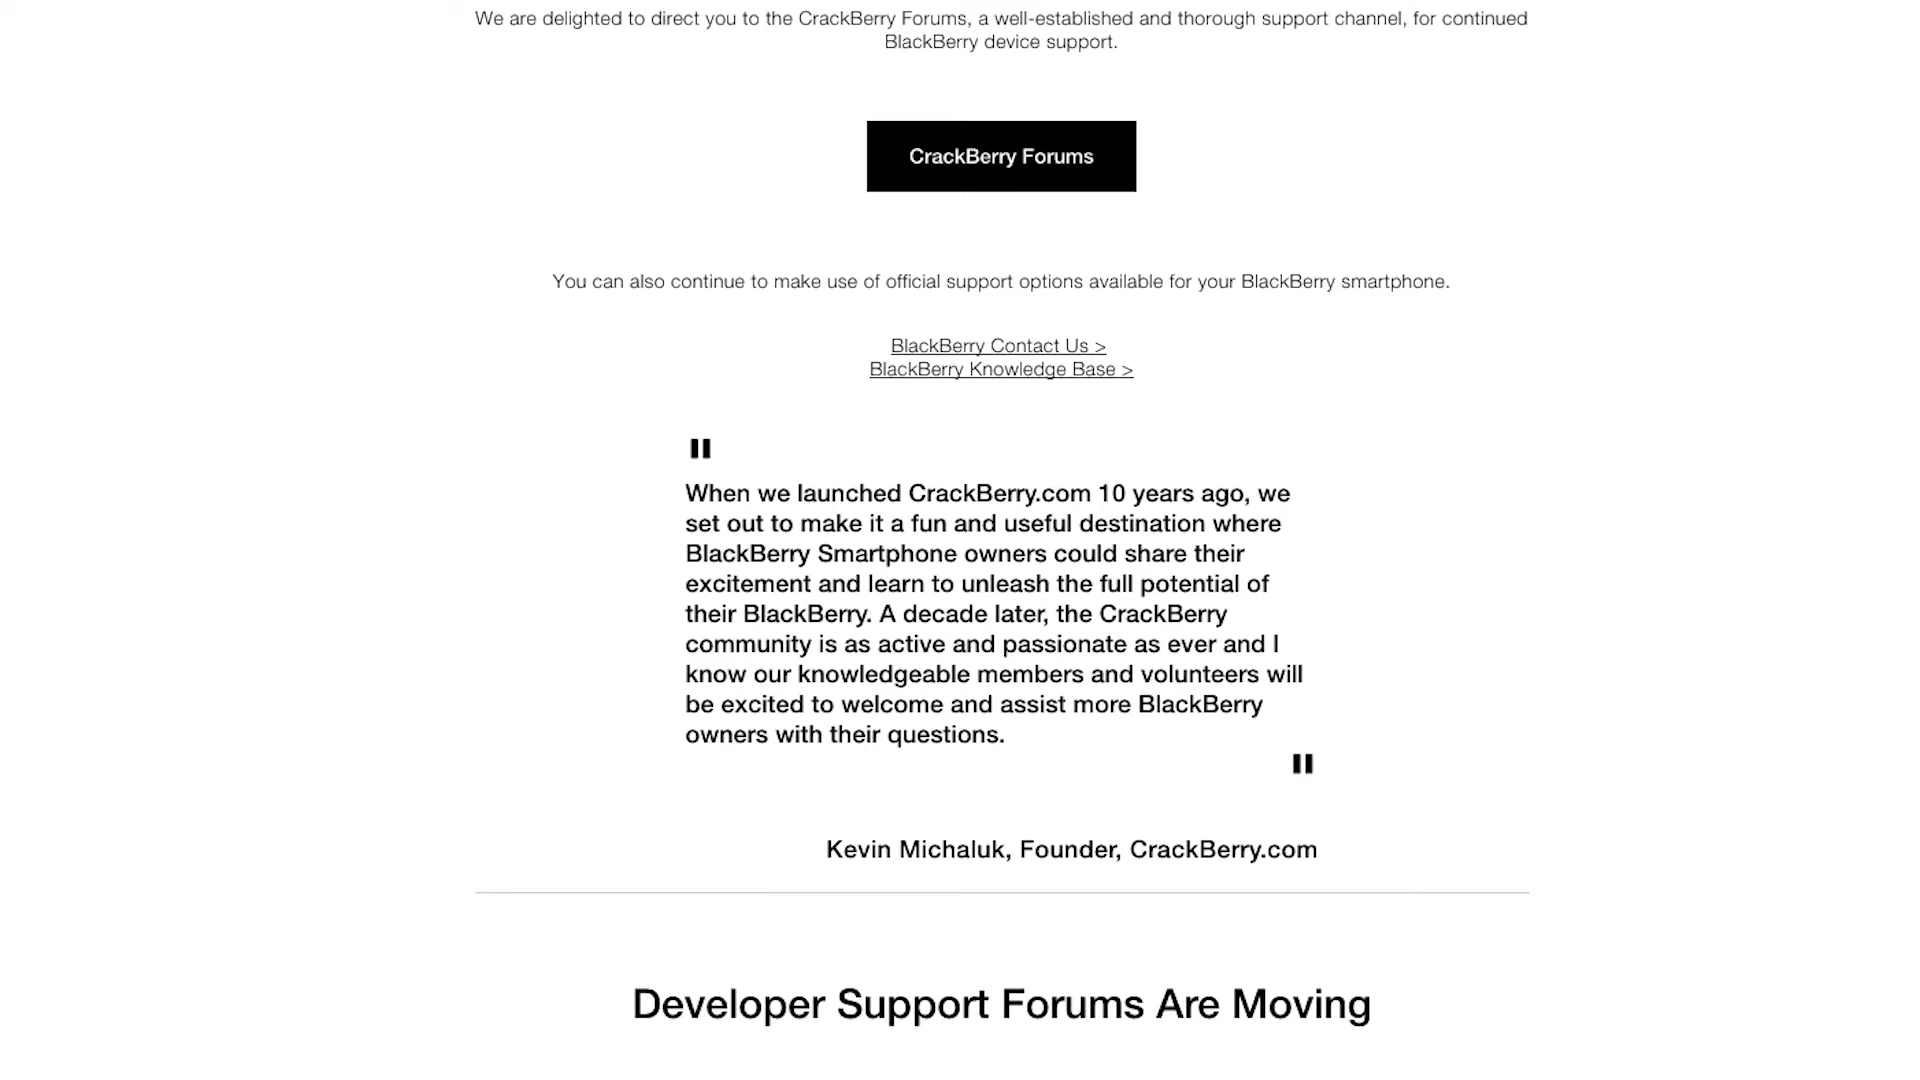 We are delighted to direct you to the CrackBerry Forums, a well-established and thorough support channel, for continued
BlackBerry device support.
CrackBerry Forums
You can also continue to make use of official support options available for your BlackBerry smartphone.
BlackBerry Contact Us >
BlackBerry Knowledge Base >
"
When we launched CrackBerry.com 10 years ago, we
set out to make it a fun and useful destination where
BlackBerry Smartphone owners could share their
excitement and learn to unleash the full potential of
their BlackBerry. A decade later, the CrackBerry
community is as active and passionate as ever and I
know our knowledgeable members and volunteers will
be excited to welcome and assist more BlackBerry
owners with their questions.
"
Kevin Michaluk, Founder, CrackBerry.com
Developer Support Forums Are Moving